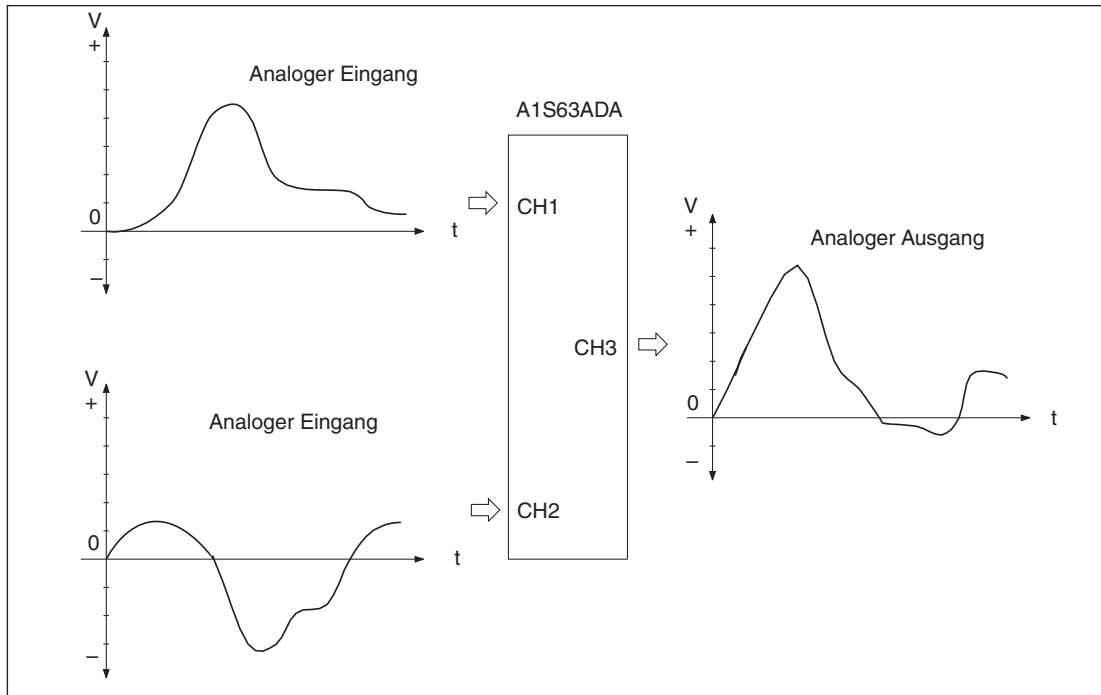 V
+
Analoger Eingang
0
t
–
A1S63ADA
CH1
CH3
CH2
V
+
Analoger Ausgang
0
t
–
V
+
Analoger Eingang
0
t
–